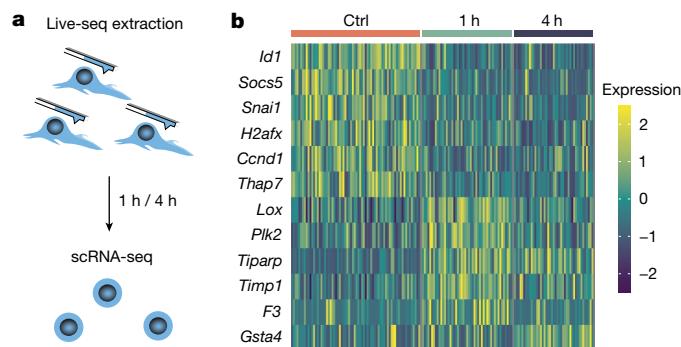 a
Live-seq extraction
1 h / 4 h
scRNA-seq
b
Ctrl
1 h
4 h
Id1
Socs5
Snai1
H2afx
Ccnd1
Thap7
Lox
Plk2
Tiparp
Timp1
F3
Gsta4
Expression
2
1
0
−1
−2